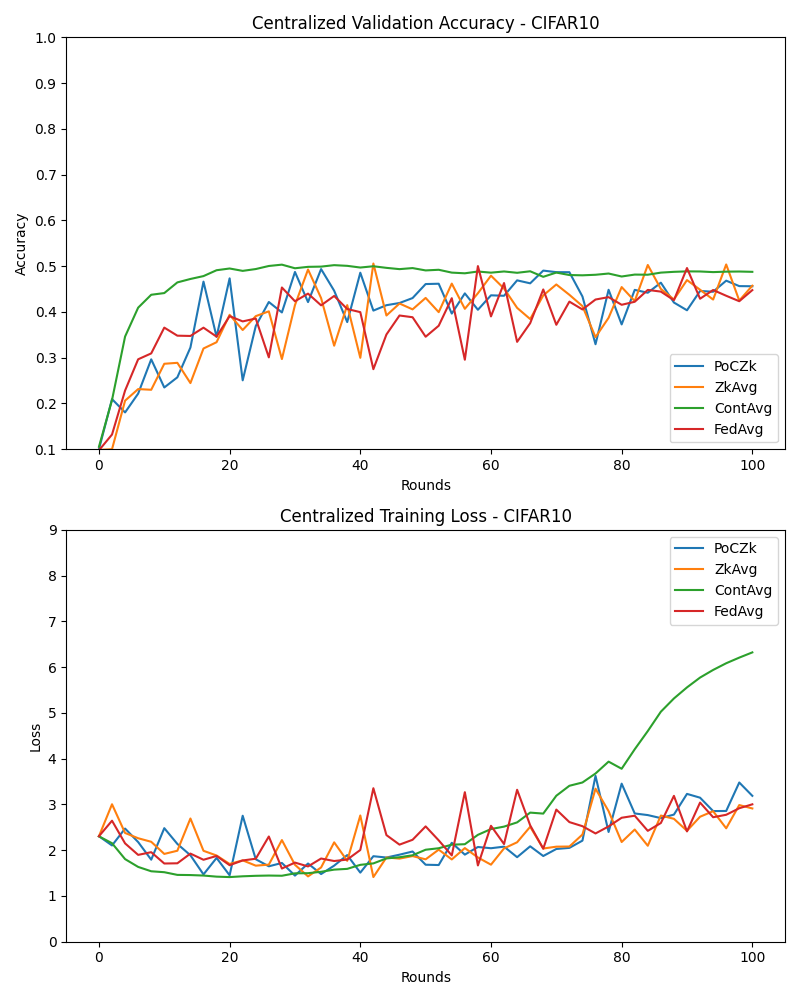 Centralized Validation Accuracy - CIFAR10
1.0
0.9
0.8
0.7
0.6
0.5
0.4
0.3
0.2
0.1
Accuracy
PoCZk
ZkAvg
ContAvg
FedAvg
0 20 40 60 80 100
Rounds
Centralized Training Loss - CIFAR10
9
8
7
6
5
4
3
2
1
0
Loss
PoCZk
ZkAvg
ContAvg
FedAvg
0 20 40 60 80 100
Rounds